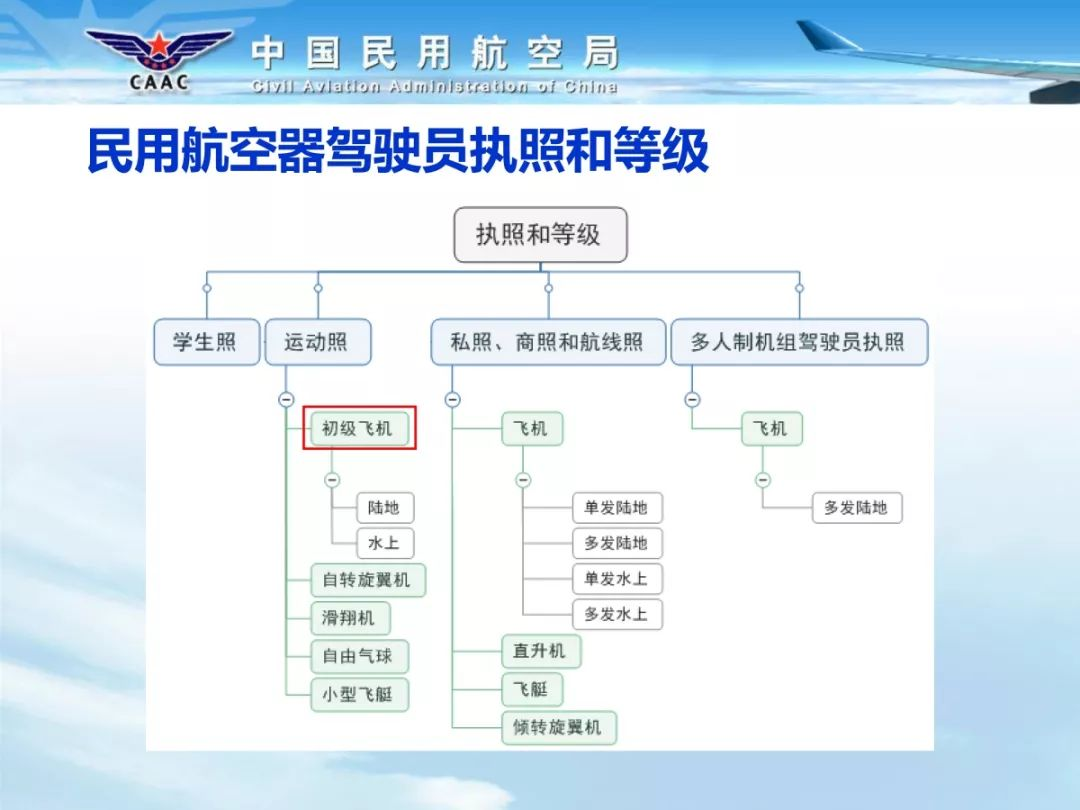 中国民用航空局
CAAC
Civil Aviation Administration of China
民用航空器驾驶员执照和等级
执照和等级
学生照
运动照
私照、商照和航线照
多人制机组驾驶员执照
初级飞机
陆地
水上
自转旋翼机
滑翔机
自由气球
小型飞艇
飞机
单发陆地
多发陆地
单发水上
多发水上
直升机
飞艇
倾转旋翼机
飞机
多发陆地